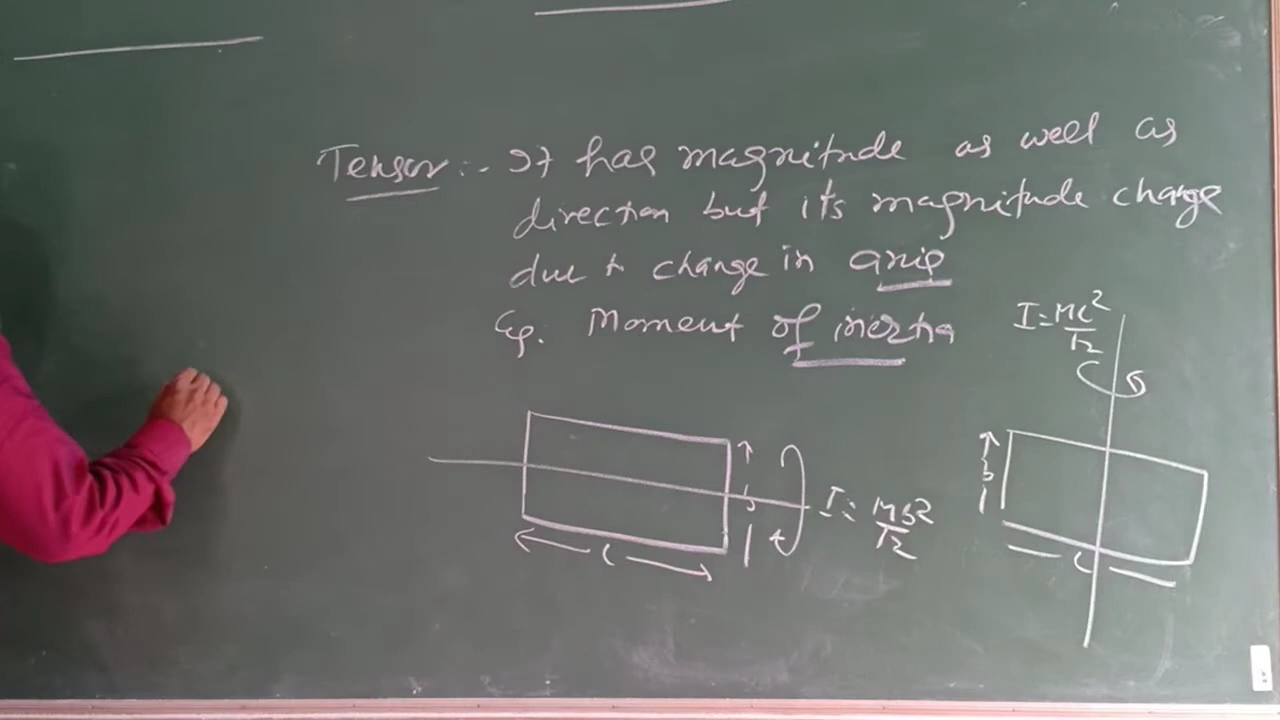 Tensor :- It has magnitude as well as
direction but its magnitude change
due to change in axis
Eg. Moment of inertia
I = ML²/12
b
L
I = Mb²/12
b
L